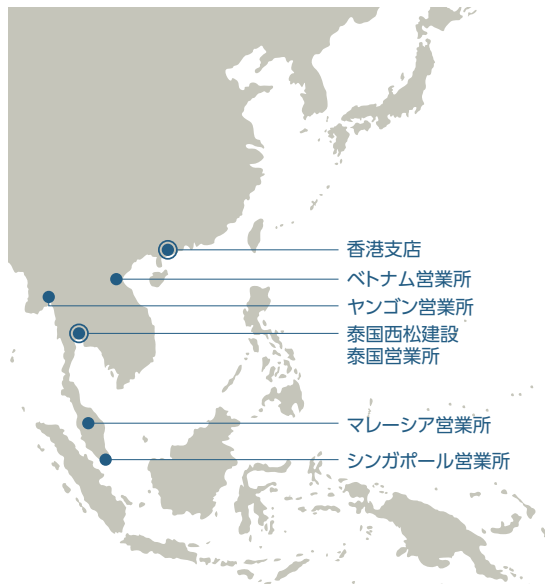 香港支店
ベトナム営業所
ヤンゴン営業所
泰国西松建設
泰国営業所
マレーシア営業所
シンガポール営業所